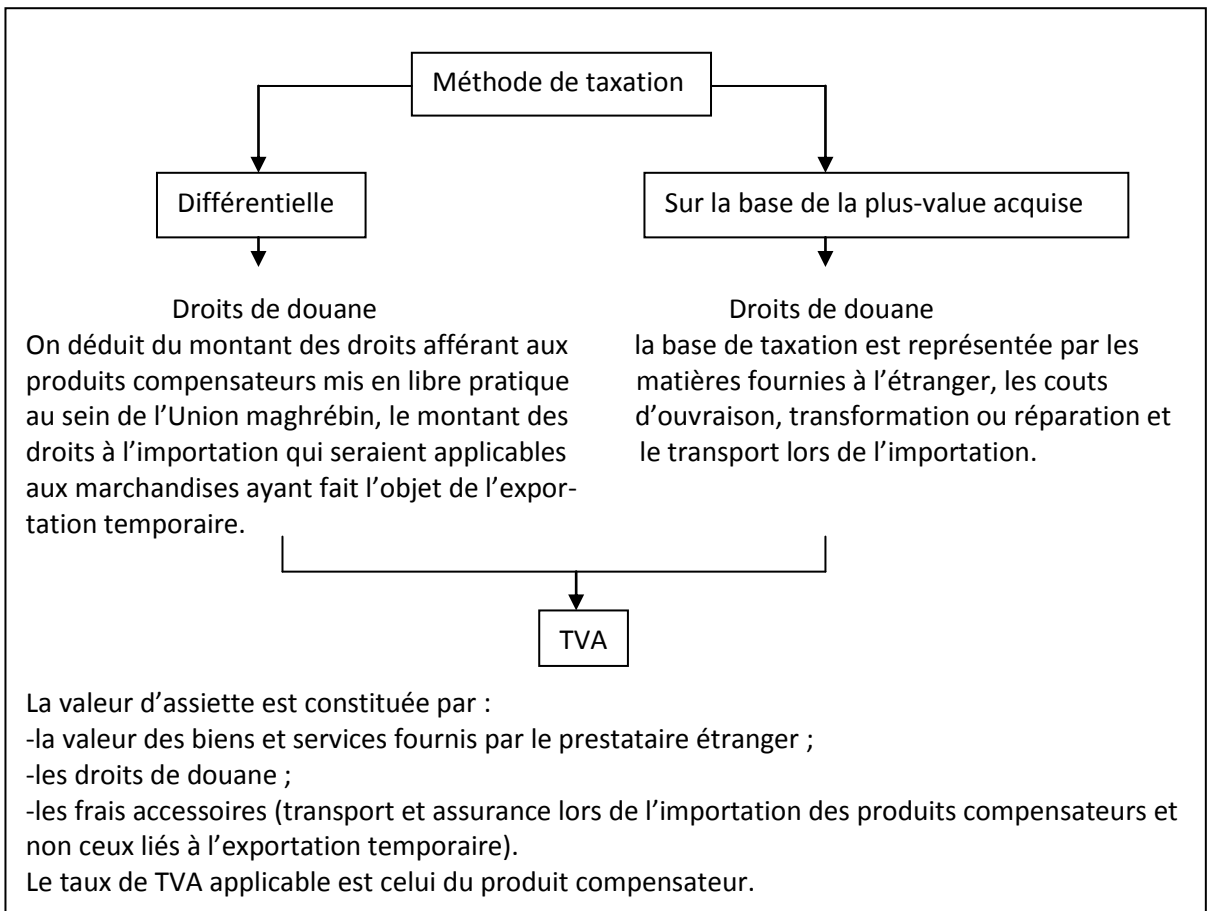 Méthode de taxation
Différentielle
Sur la base de la plus-value acquise
Droits de douane
On déduit du montant des droits afférant aux
produits compensateurs mis en libre pratique
au sein de l’Union maghrébin, le montant des
droits à l’importation qui seraient applicables
aux marchandises ayant fait l’objet de l’expor-
tation temporaire.
Droits de douane
la base de taxation est représentée par les
matières fournies à l’étranger, les couts
d’ouvraison, transformation ou réparation et
le transport lors de l’importation.
TVA
La valeur d’assiette est constituée par :
-la valeur des biens et services fournis par le prestataire étranger ;
-les droits de douane ;
-les frais accessoires (transport et assurance lors de l’importation des produits compensateurs et
non ceux liés à l’exportation temporaire).
Le taux de TVA applicable est celui du produit compensateur.